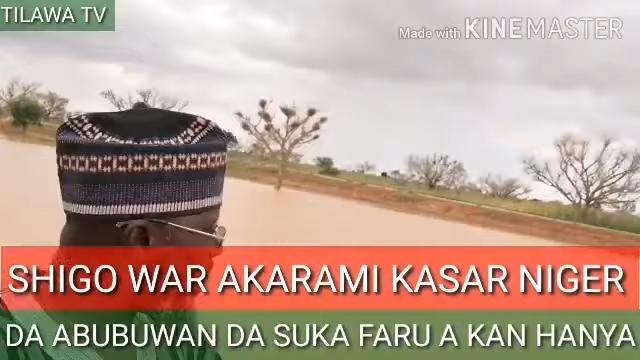 TILAWA TV
Made with KINEMASTER
SHIGO WAR AKARAMI KASAR NIGER
DA ABUBUWAN DA SUKA FARU A KAN HANYA